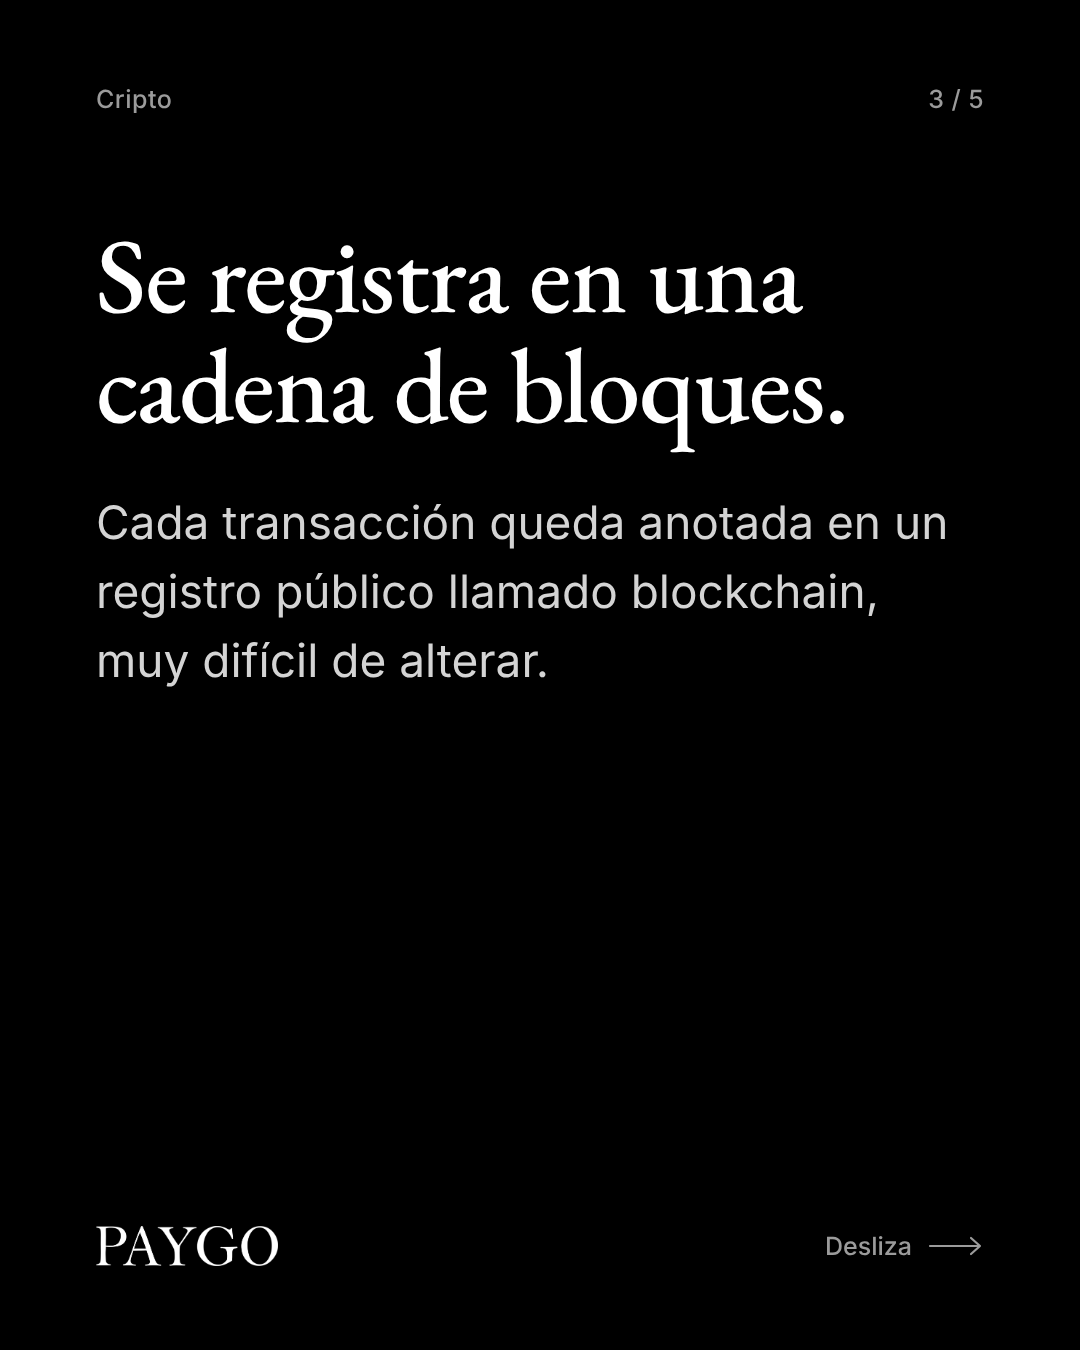 Cripto
3 / 5
Se registra en una
cadena de bloques.
Cada transacción queda anotada en un
registro público llamado blockchain,
muy difícil de alterar.
PAYGO
Desliza